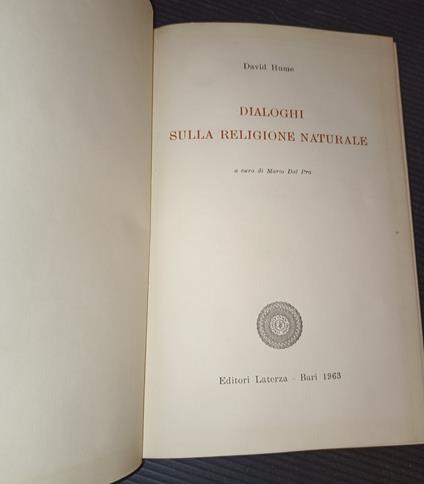 David Hume
DIALOGHI
SULLA RELIGIONE NATURALE
a cura di Mario Dal Pra
Editori Laterza - Bari 1963